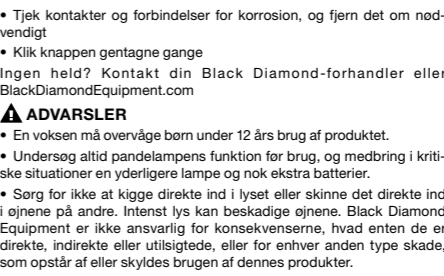 • Tjek kontakter og forbindelser for korrosion, og fjern det om nød-
vendigt
• Klik knappen gentagne gange
Ingen held? Kontakt din Black Diamond-forhandler eller
BlackDiamondEquipment.com
ADVARSLER
• En voksen må overvåge børn under 12 års brug af produktet.
• Undersøg altid pandelampens funktion før brug, og medbring i kriti-
ske situationer en yderligere lampe og nok ekstra batterier.
• Sørg for ikke at kigge direkte ind i lyset eller skinne det direkte ind
i øjnene på andre. Intenst lys kan beskadige øjnene. Black Diamond
Equipment er ikke ansvarlig for konsekvenserne, hvad enten de er
direkte, indirekte eller utilsigtede, eller for enhver anden type skade,
som opstår af eller skyldes brugen af dennes produkter.